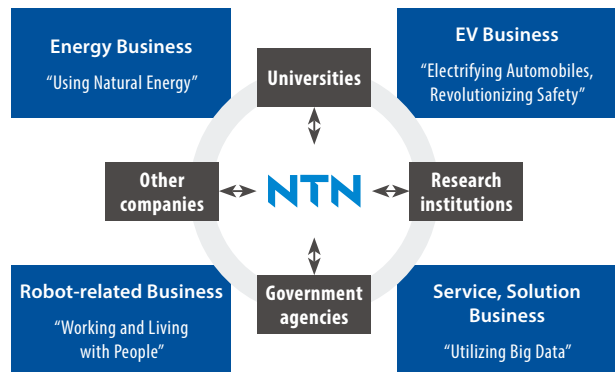 Energy Business
“Using Natural Energy”
EV Business
“Electrifying Automobiles,
Revolutionizing Safety”
Universities
Other
companies
NTN
Research
institutions
Government
agencies
Robot-related Business
“Working and Living
with People”
Service, Solution
Business
“Utilizing Big Data”